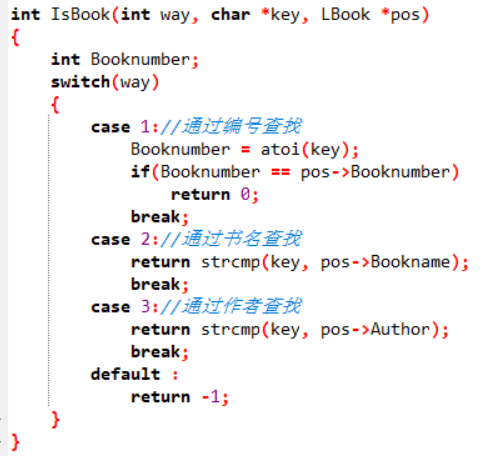 int IsBook(int way, char *key, LBook *pos)
{
    int Booknumber;
    switch(way)
    {
        case 1://通过编号查找
            Booknumber = atoi(key);
            if(Booknumber == pos->Booknumber)
                return 0;
            break;
        case 2://通过书名查找
            return strcmp(key, pos->Bookname);
            break;
        case 3://通过作者查找
            return strcmp(key, pos->Author);
            break;
        default :
            return -1;
    }
}